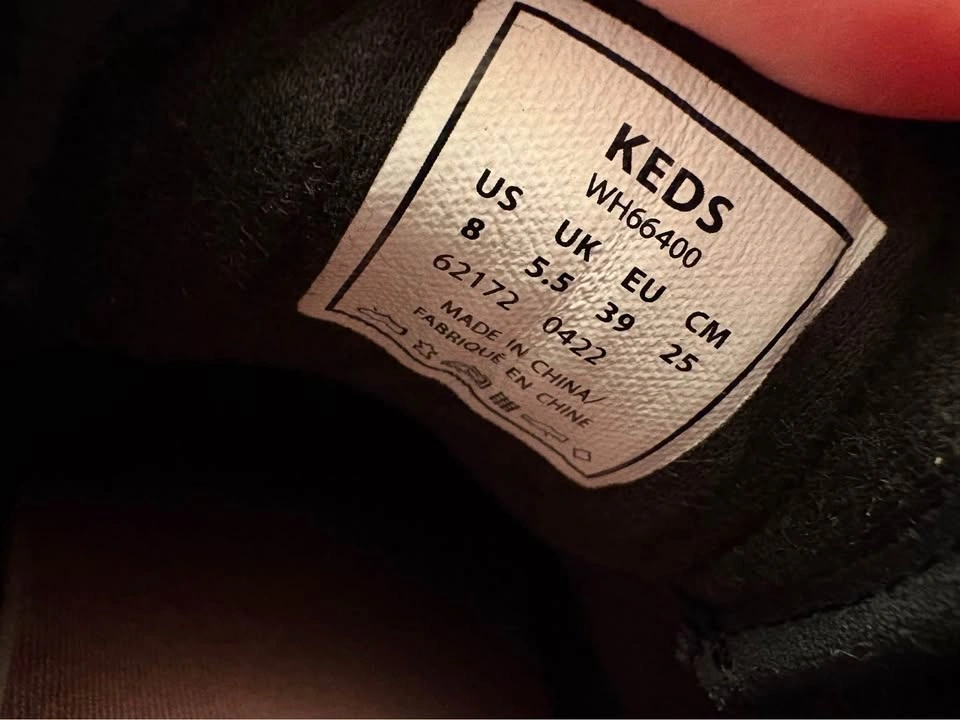 KEDS
WH66400
US UK EU CM
8 5.5 39 25
62172 0422
MADE IN CHINA/
FABRIQUÉ EN CHINE